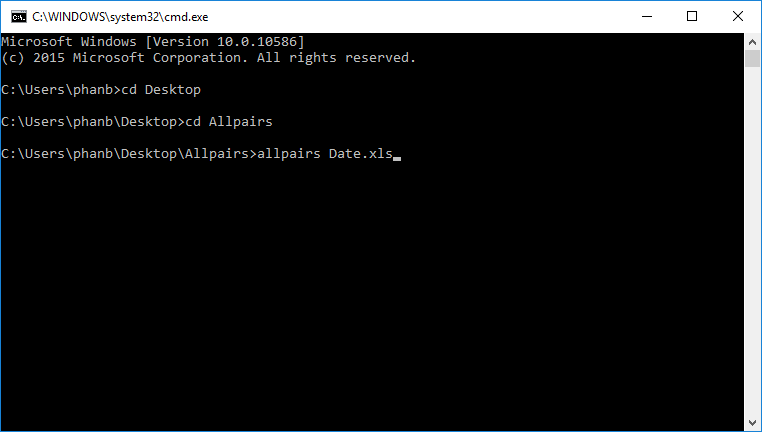 C:\WINDOWS\system32\cmd.exe
Microsoft Windows [Version 10.0.10586]
(c) 2015 Microsoft Corporation. All rights reserved.
C:\Users\phanb>cd Desktop
C:\Users\phanb\Desktop>cd Allpairs
C:\Users\phanb\Desktop\Allpairs>allpairs Date.xls